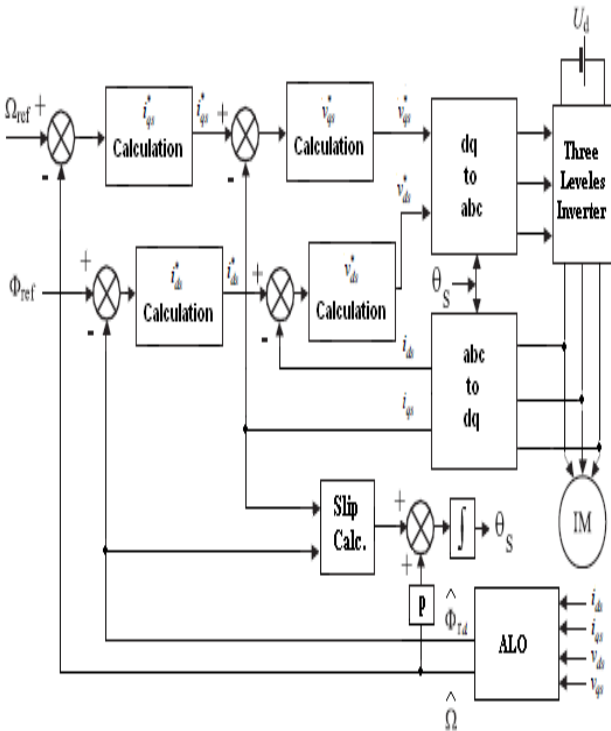 U_d
Ω_ref + i*_qs Calculation i*_qs + v*_qs Calculation v*_qs dq to abc Three Leveles Inverter
- -
v*_ds
Φ_ref + i*_ds Calculation i*_ds + v*_ds Calculation θ_S
- -
i_ds abc to dq
i_qs
Slip Calc. + ∫ θ_S IM
+
p Φ̂_rd ALO i_ds
i_qs
v_ds
v_qs
Ω̂